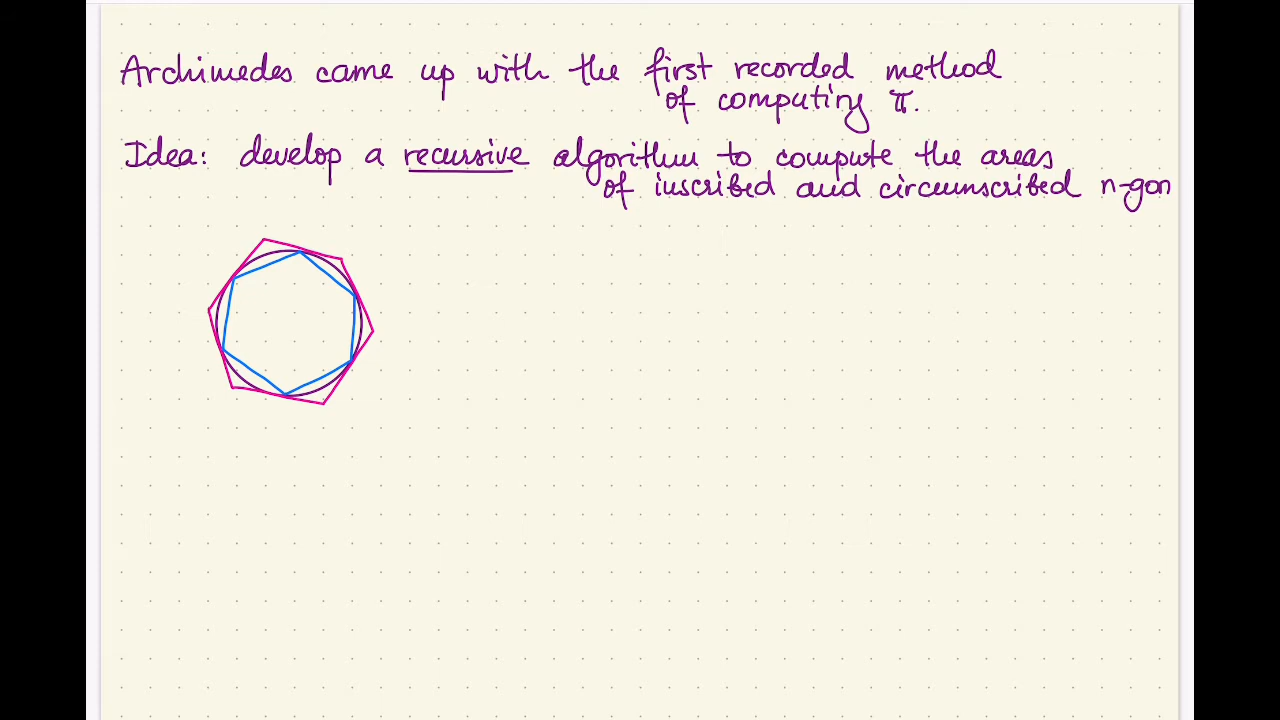 Archimedes came up with the first recorded method
of computing π.
Idea: develop a recursive algorithm to compute the areas
of inscribed and circumscribed n-gon